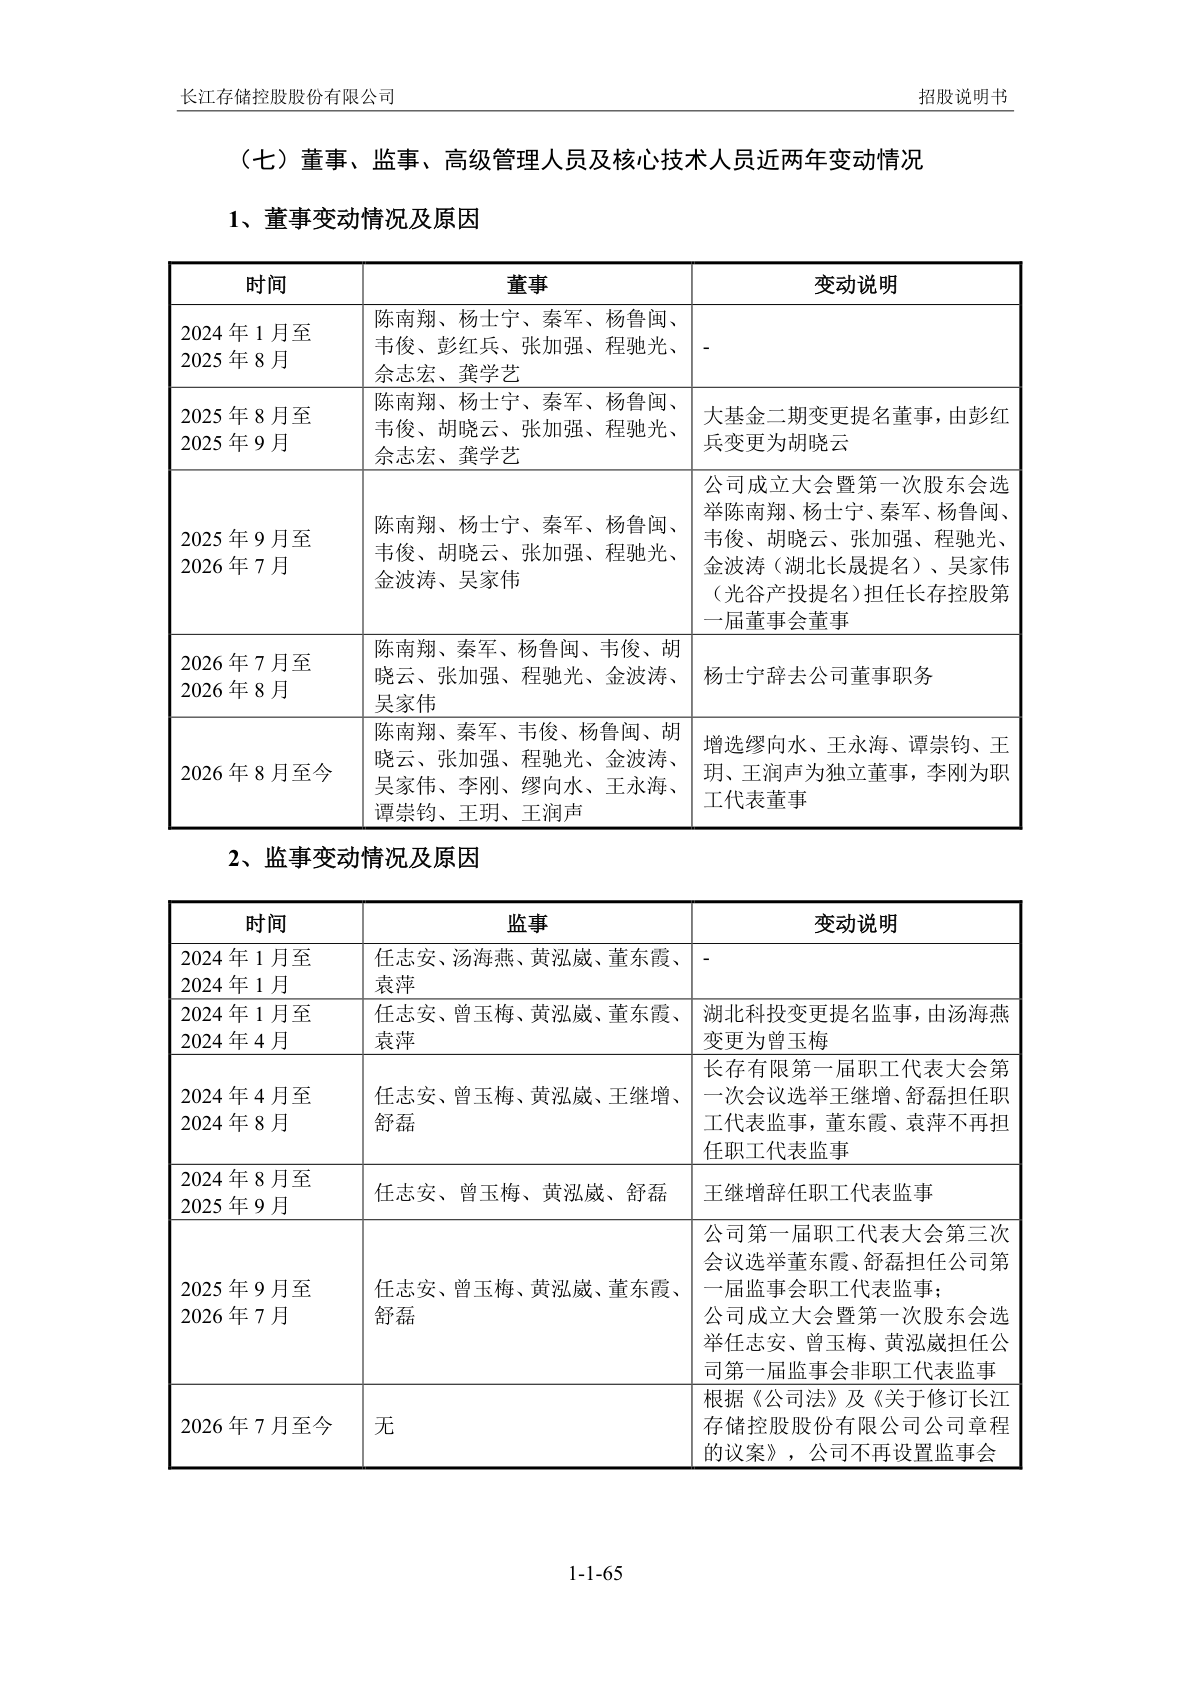 长江存储控股股份有限公司 招股说明书
（七）董事、监事、高级管理人员及核心技术人员近两年变动情况
1、董事变动情况及原因
时间 董事 变动说明
2024 年 1 月至
2025 年 8 月
陈南翔、杨士宁、秦军、杨鲁闽、
韦俊、彭红兵、张加强、程驰光、
佘志宏、龚学艺
-
2025 年 8 月至
2025 年 9 月
陈南翔、杨士宁、秦军、杨鲁闽、
韦俊、胡晓云、张加强、程驰光、
佘志宏、龚学艺
大基金二期变更提名董事，由彭红
兵变更为胡晓云
2025 年 9 月至
2026 年 7 月
陈南翔、杨士宁、秦军、杨鲁闽、
韦俊、胡晓云、张加强、程驰光、
金波涛、吴家伟
公司成立大会暨第一次股东会选
举陈南翔、杨士宁、秦军、杨鲁闽、
韦俊、胡晓云、张加强、程驰光、
金波涛（湖北长晟提名）、吴家伟
（光谷产投提名）担任长存控股第
一届董事会董事
2026 年 7 月至
2026 年 8 月
陈南翔、秦军、杨鲁闽、韦俊、胡
晓云、张加强、程驰光、金波涛、
吴家伟
杨士宁辞去公司董事职务
2026 年 8 月至今
陈南翔、秦军、韦俊、杨鲁闽、胡
晓云、张加强、程驰光、金波涛、
吴家伟、李刚、缪向水、王永海、
谭崇钧、王玥、王润声
增选缪向水、王永海、谭崇钧、王
玥、王润声为独立董事，李刚为职
工代表董事
2、监事变动情况及原因
时间 监事 变动说明
2024 年 1 月至
2024 年 1 月
任志安、汤海燕、黄泓崴、董东霞、
袁萍
-
2024 年 1 月至
2024 年 4 月
任志安、曾玉梅、黄泓崴、董东霞、
袁萍
湖北科投变更提名监事，由汤海燕
变更为曾玉梅
2024 年 4 月至
2024 年 8 月
任志安、曾玉梅、黄泓崴、王继增、
舒磊
长存有限第一届职工代表大会第
一次会议选举王继增、舒磊担任职
工代表监事，董东霞、袁萍不再担
任职工代表监事
2024 年 8 月至
2025 年 9 月
任志安、曾玉梅、黄泓崴、舒磊
王继增辞任职工代表监事
2025 年 9 月至
2026 年 7 月
任志安、曾玉梅、黄泓崴、董东霞、
舒磊
公司第一届职工代表大会第三次
会议选举董东霞、舒磊担任公司第
一届监事会职工代表监事；
公司成立大会暨第一次股东会选
举任志安、曾玉梅、黄泓崴担任公
司第一届监事会非职工代表监事
2026 年 7 月至今
无
根据《公司法》及《关于修订长江
存储控股股份有限公司公司章程
的议案》，公司不再设置监事会
1-1-65